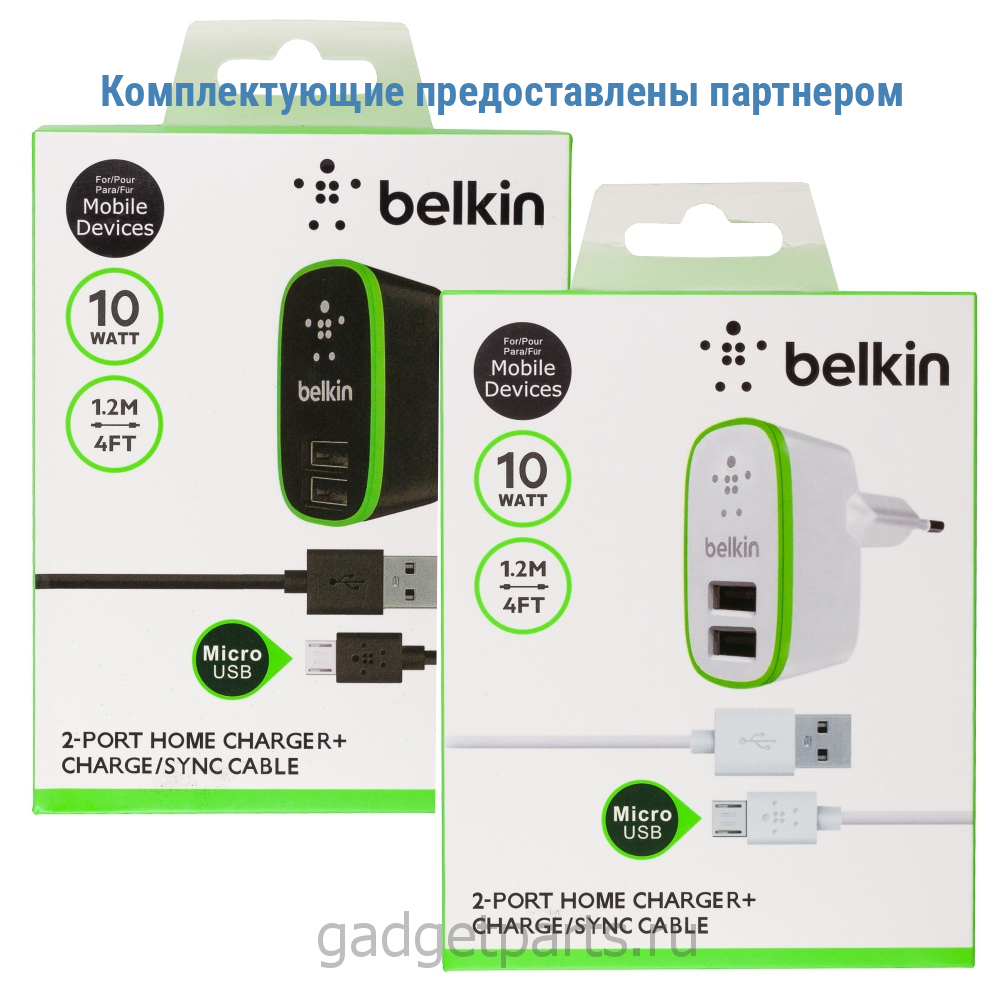 Комплектующие предоставлены партнером
For/Pour
Para/Für
Mobile
Devices
belkin
10
WATT
1.2M
4FT
belkin
Micro
USB
2-PORT HOME CHARGER+
CHARGE/SYNC CABLE
For/Pour
Para/Für
Mobile
Devices
belkin
10
WATT
1.2M
4FT
belkin
Micro
USB
2-PORT HOME CHARGER+
CHARGE/SYNC CABLE
gadgetparts.ru